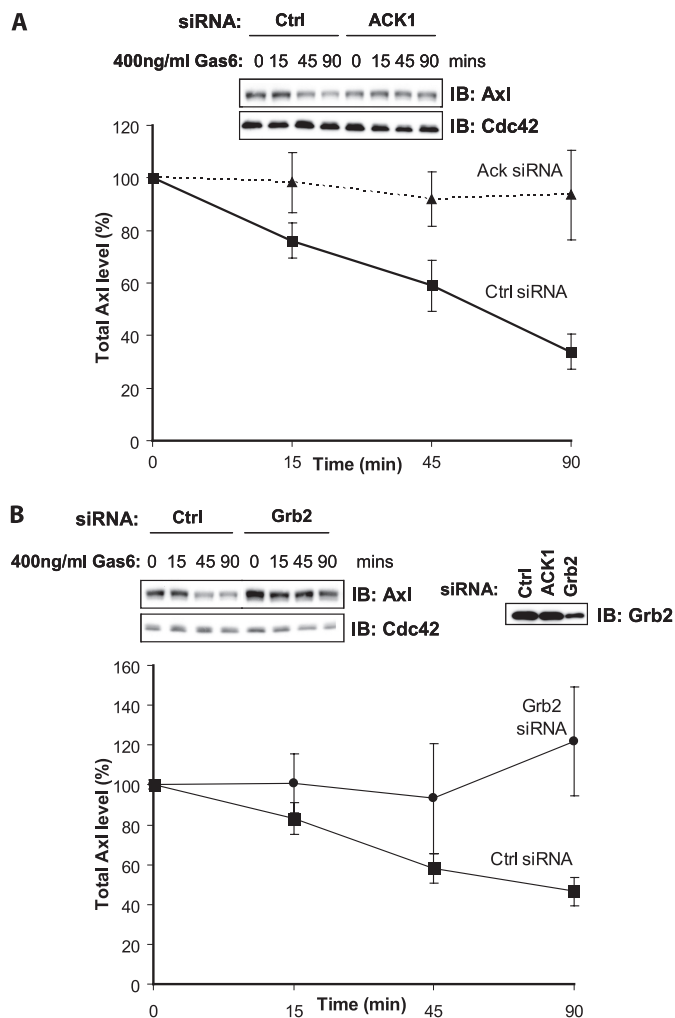 A
siRNA: Ctrl ACK1
400ng/ml Gas6: 0 15 45 90 0 15 45 90 mins
IB: Axl
IB: Cdc42
120
100
80
60
40
20
0
Total Axl level (%)
Ack siRNA
Ctrl siRNA
0 15 45 90
Time (min)
B
siRNA: Ctrl Grb2
400ng/ml Gas6: 0 15 45 90 0 15 45 90 mins
IB: Axl
IB: Cdc42
siRNA: Ctrl ACK1 Grb2
IB: Grb2
160
140
120
100
80
60
40
20
0
Total Axl level (%)
Grb2
siRNA
Ctrl siRNA
0 15 45 90
Time (min)